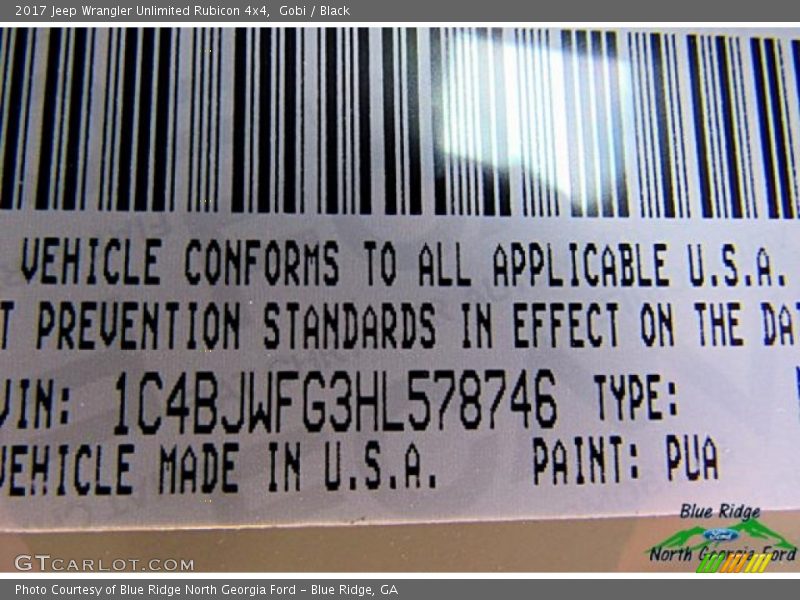 2017 Jeep Wrangler Unlimited Rubicon 4x4, Gobi / Black
VEHICLE CONFORMS TO ALL APPLICABLE U.S.A.
T PREVENTION STANDARDS IN EFFECT ON THE DAT
VIN: 1C4BJWFG3HL578746 TYPE:
VEHICLE MADE IN U.S.A. PAINT: PUA
Blue Ridge
Ford
North Georgia Ford
GTCARLOT.COM
Photo Courtesy of Blue Ridge North Georgia Ford - Blue Ridge, GA